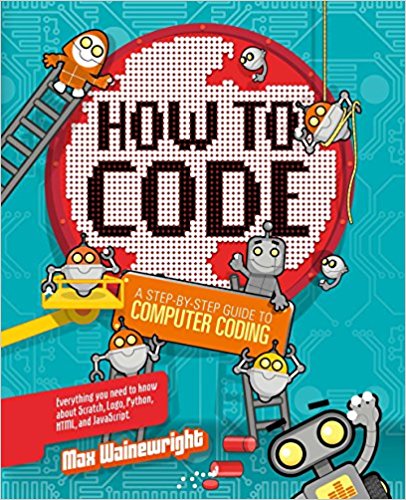 HOW TO
CODE
A STEP-BY-STEP GUIDE TO
COMPUTER CODING
Everything you need to know
about Scratch, Logo, Python,
HTML, and JavaScript.
Max Wainewright